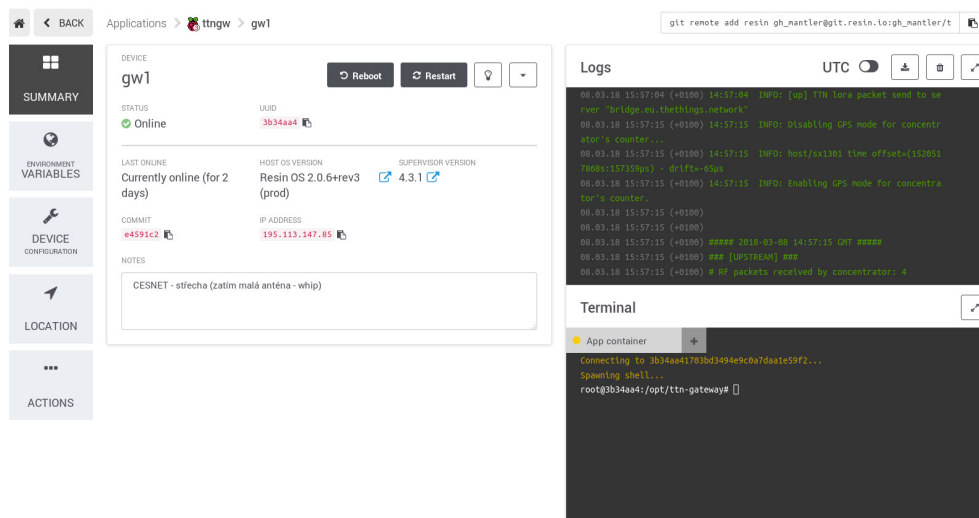 BACK
Applications > ttngw > gw1
git remote add resin gh_mantler@git.resin.io:gh_mantler/t
SUMMARY
ENVIRONMENT
VARIABLES
DEVICE
CONFIGURATION
LOCATION
ACTIONS
DEVICE
gw1
Reboot
Restart
STATUS
UUID
Online
3b34aa4
LAST ONLINE
HOST OS VERSION
SUPERVISOR VERSION
Currently online (for 2
days)
Resin OS 2.0.6+rev3
(prod)
4.3.1
COMMIT
IP ADDRESS
e4591c2
195.113.147.85
NOTES
CESNET - střecha (zatím malá anténa - whip)
Logs
UTC
08.03.18 15:57:04 (+0100) 14:57:04 INFO: [up] TTN lora packet send to se
rver "bridge.eu.thethings.network"
08.03.18 15:57:15 (+0100) 14:57:15 INFO: Disabling GPS mode for concentr
ator's counter...
08.03.18 15:57:15 (+0100) 14:57:15 INFO: host/sx1301 time offset=(152051
7868s:157359µs) - drift=-65µs
08.03.18 15:57:15 (+0100) 14:57:15 INFO: Enabling GPS mode for concentra
tor's counter.
08.03.18 15:57:15 (+0100)
08.03.18 15:57:15 (+0100)
08.03.18 15:57:15 (+0100) ##### 2018-03-08 14:57:15 GMT #####
08.03.18 15:57:15 (+0100) ### [UPSTREAM] ###
08.03.18 15:57:15 (+0100) # RF packets received by concentrator: 4
Terminal
App container +
Connecting to 3b34aa41703bd3494e9c0a7daa1e59f2...
Spawning shell...
root@3b34aa4:/opt/ttn-gateway#